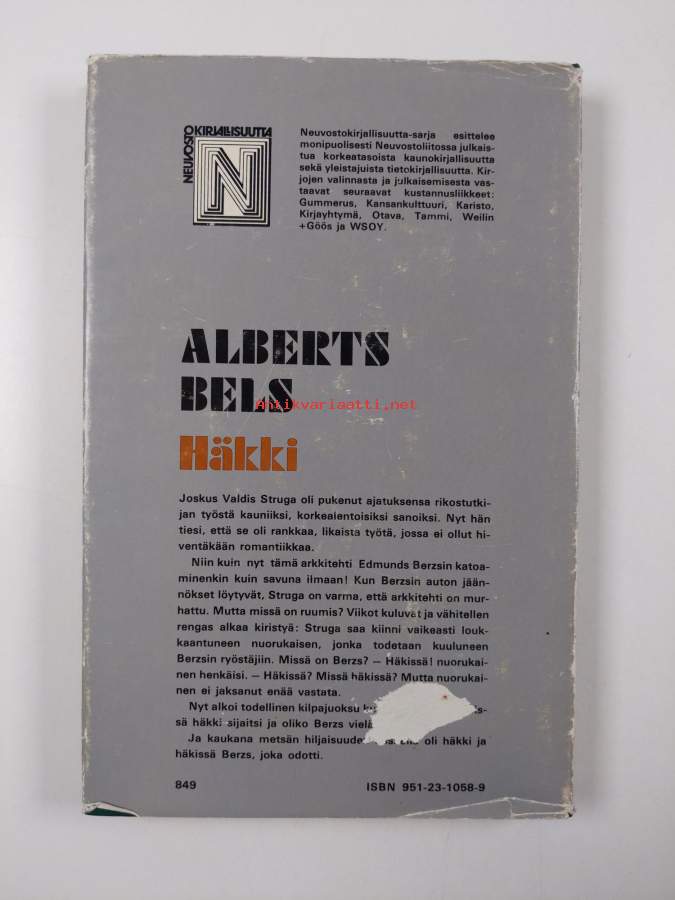 NEUVOSTOKIRJALLISUUTTA
N
Neuvostokirjallisuutta-sarja esittelee
monipuolisesti Neuvostoliitossa julkais-
tua korkeatasoista kaunokirjallisuutta
sekä yleistajuista tietokirjallisuutta. Kir-
jojen valinnasta ja julkaisemisesta vas-
taavat seuraavat kustannusliikkeet:
Gummerus, Kansankulttuuri, Karisto,
Kirjayhtymä, Otava, Tammi, Weilin
+Göös ja WSOY.
ALBERTS
BELS
Antikvariaatti.net
Häkki
Joskus Valdis Struga oli pukenut ajatuksensa rikostutki-
jan työstä kauniiksi, korkealentoisiksi sanoiksi. Nyt hän
tiesi, että se oli rankkaa, likaista työtä, jossa ei ollut hi-
ventäkään romantiikkaa.
Niin kuin nyt tämä arkkitehti Edmunds Berzsin katoa-
minenkin kuin savuna ilmaan! Kun Berzsin auton jään-
nökset löytyvät, Struga on varma, että arkkitehti on mur-
hattu. Mutta missä on ruumis? Viikot kuluvat ja vähitellen
rengas alkaa kiristyä: Struga saa kiinni vaikeasti louk-
kaantuneen nuorukaisen, jonka todetaan kuuluneen
Berzsin ryöstäjiin. Missä on Berzs? — Häkissä! nuorukai-
nen henkäisi. — Häkissä? Missä häkissä? Mutta nuorukai-
nen ei jaksanut enää vastata.
Nyt alkoi todellinen kilpajuoksu
sä häkki sijaitsi ja oliko Berzs vielä
Ja kaukana metsän oli häkki ja
häkissä Berzs, joka odotti.
849
ISBN 951-23-1058-9